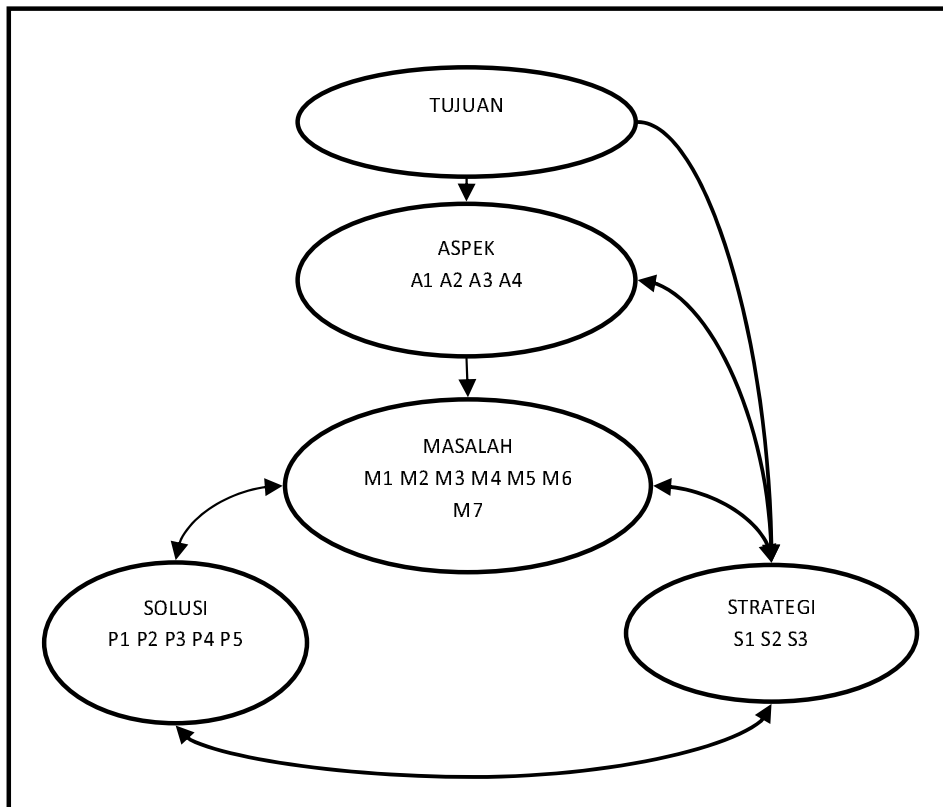 TUJUAN
ASPEK
A1 A2 A3 A4
MASALAH
M1 M2 M3 M4 M5 M6
M7
SOLUSI
P1 P2 P3 P4 P5
STRATEGI
S1 S2 S3